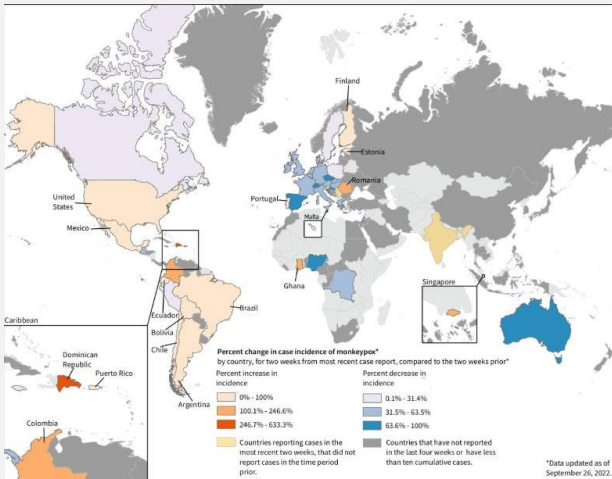 Finland
Estonia
Romania
Portugal
Malta
United
States
Mexico
Ghana
Singapore
Ecuador
Brazil
Bolivia
Chile
Argentina
Caribbean
Dominican
Republic
Puerto Rico
Colombia
Percent change in case incidence of monkeypox*
by country, for two weeks from most recent case report, compared to the two weeks prior*
Percent increase in
incidence
0% - 100%
100.1% - 246.6%
246.7% - 633.3%
Countries reporting cases in the
most recent two weeks, that did not
report cases in the time period
prior.
Percent decrease in
incidence
0.1% - 31.4%
31.5% - 63.5%
63.6% - 100%
Countries that have not reported
in the last four weeks or have less
than ten cumulative cases.
*Data updated as of
September 26, 2022.